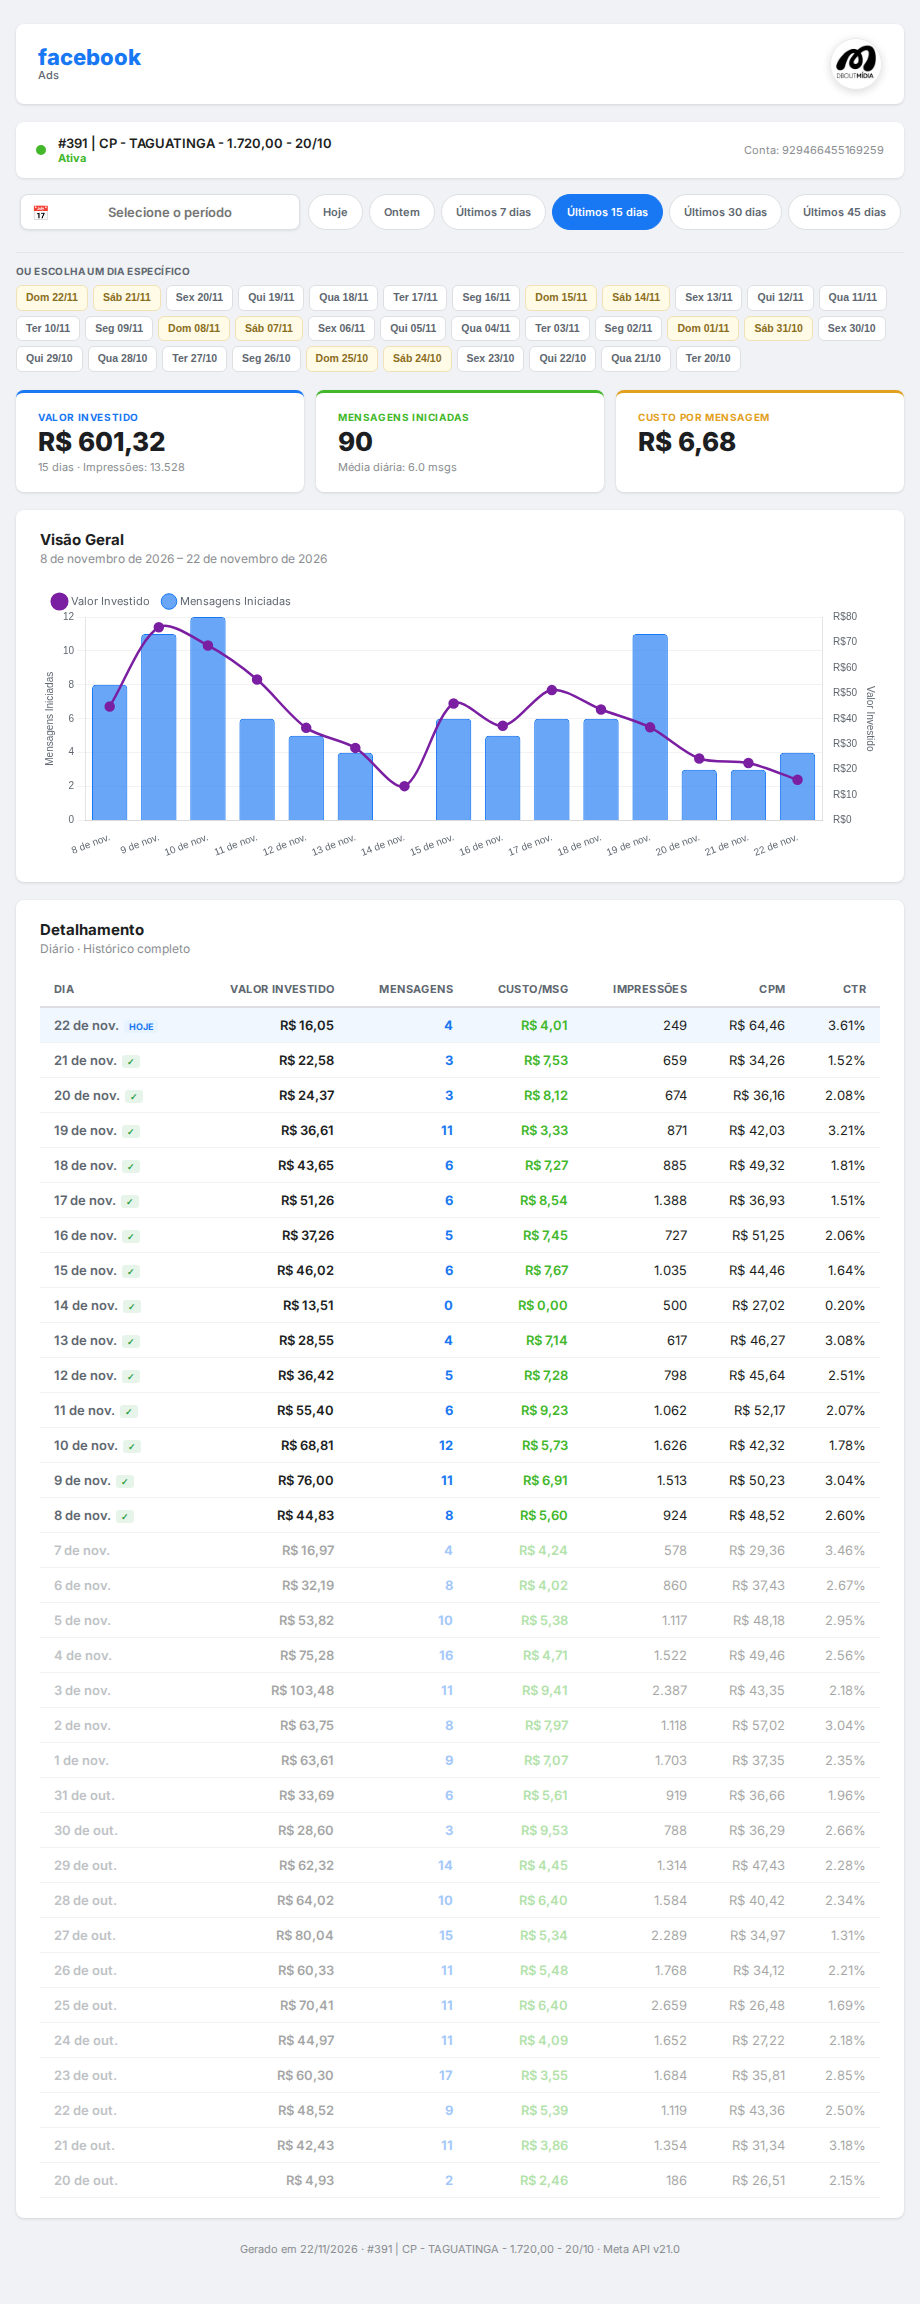 facebook
Ads
DBOUTMÍDIA
#391 | CP - TAGUATINGA - 1.720,00 - 20/10
Ativa
Conta: 929466455169259
Selecione o período
Hoje
Ontem
Últimos 7 dias
Últimos 15 dias
Últimos 30 dias
Últimos 45 dias
OU ESCOLHA UM DIA ESPECÍFICO
Dom 22/11 Sáb 21/11 Sex 20/11 Qui 19/11 Qua 18/11 Ter 17/11 Seg 16/11 Dom 15/11 Sáb 14/11 Sex 13/11 Qui 12/11 Qua 11/11
Ter 10/11 Seg 09/11 Dom 08/11 Sáb 07/11 Sex 06/11 Qui 05/11 Qua 04/11 Ter 03/11 Seg 02/11 Dom 01/11 Sáb 31/10 Sex 30/10
Qui 29/10 Qua 28/10 Ter 27/10 Seg 26/10 Dom 25/10 Sáb 24/10 Sex 23/10 Qui 22/10 Qua 21/10 Ter 20/10
VALOR INVESTIDO
R$ 601,32
15 dias · Impressões: 13.528
MENSAGENS INICIADAS
90
Média diária: 6.0 msgs
CUSTO POR MENSAGEM
R$ 6,68
Visão Geral
8 de novembro de 2026 – 22 de novembro de 2026
Valor Investido Mensagens Iniciadas
12
10
8
6
4
2
0
Mensagens Iniciadas
R$80
R$70
R$60
R$50
R$40
R$30
R$20
R$10
R$0
Valor Investido
8 de nov. 9 de nov. 10 de nov. 11 de nov. 12 de nov. 13 de nov. 14 de nov. 15 de nov. 16 de nov. 17 de nov. 18 de nov. 19 de nov. 20 de nov. 21 de nov. 22 de nov.
Detalhamento
Diário · Histórico completo
DIA VALOR INVESTIDO MENSAGENS CUSTO/MSG IMPRESSÕES CPM CTR
22 de nov. HOJE R$ 16,05 4 R$ 4,01 249 R$ 64,46 3.61%
21 de nov. ✓ R$ 22,58 3 R$ 7,53 659 R$ 34,26 1.52%
20 de nov. ✓ R$ 24,37 3 R$ 8,12 674 R$ 36,16 2.08%
19 de nov. ✓ R$ 36,61 11 R$ 3,33 871 R$ 42,03 3.21%
18 de nov. ✓ R$ 43,65 6 R$ 7,27 885 R$ 49,32 1.81%
17 de nov. ✓ R$ 51,26 6 R$ 8,54 1.388 R$ 36,93 1.51%
16 de nov. ✓ R$ 37,26 5 R$ 7,45 727 R$ 51,25 2.06%
15 de nov. ✓ R$ 46,02 6 R$ 7,67 1.035 R$ 44,46 1.64%
14 de nov. ✓ R$ 13,51 0 R$ 0,00 500 R$ 27,02 0.20%
13 de nov. ✓ R$ 28,55 4 R$ 7,14 617 R$ 46,27 3.08%
12 de nov. ✓ R$ 36,42 5 R$ 7,28 798 R$ 45,64 2.51%
11 de nov. ✓ R$ 55,40 6 R$ 9,23 1.062 R$ 52,17 2.07%
10 de nov. ✓ R$ 68,81 12 R$ 5,73 1.626 R$ 42,32 1.78%
9 de nov. ✓ R$ 76,00 11 R$ 6,91 1.513 R$ 50,23 3.04%
8 de nov. ✓ R$ 44,83 8 R$ 5,60 924 R$ 48,52 2.60%
7 de nov. R$ 16,97 4 R$ 4,24 578 R$ 29,36 3.46%
6 de nov. R$ 32,19 8 R$ 4,02 860 R$ 37,43 2.67%
5 de nov. R$ 53,82 10 R$ 5,38 1.117 R$ 48,18 2.95%
4 de nov. R$ 75,28 16 R$ 4,71 1.522 R$ 49,46 2.56%
3 de nov. R$ 103,48 11 R$ 9,41 2.387 R$ 43,35 2.18%
2 de nov. R$ 63,75 8 R$ 7,97 1.118 R$ 57,02 3.04%
1 de nov. R$ 63,61 9 R$ 7,07 1.703 R$ 37,35 2.35%
31 de out. R$ 33,69 6 R$ 5,61 919 R$ 36,66 1.96%
30 de out. R$ 28,60 3 R$ 9,53 788 R$ 36,29 2.66%
29 de out. R$ 62,32 14 R$ 4,45 1.314 R$ 47,43 2.28%
28 de out. R$ 64,02 10 R$ 6,40 1.584 R$ 40,42 2.34%
27 de out. R$ 80,04 15 R$ 5,34 2.289 R$ 34,97 1.31%
26 de out. R$ 60,33 11 R$ 5,48 1.768 R$ 34,12 2.21%
25 de out. R$ 70,41 11 R$ 6,40 2.659 R$ 26,48 1.69%
24 de out. R$ 44,97 11 R$ 4,09 1.652 R$ 27,22 2.18%
23 de out. R$ 60,30 17 R$ 3,55 1.684 R$ 35,81 2.85%
22 de out. R$ 48,52 9 R$ 5,39 1.119 R$ 43,36 2.50%
21 de out. R$ 42,43 11 R$ 3,86 1.354 R$ 31,34 3.18%
20 de out. R$ 4,93 2 R$ 2,46 186 R$ 26,51 2.15%
Gerado em 22/11/2026 · #391 | CP - TAGUATINGA - 1.720,00 - 20/10 · Meta API v21.0